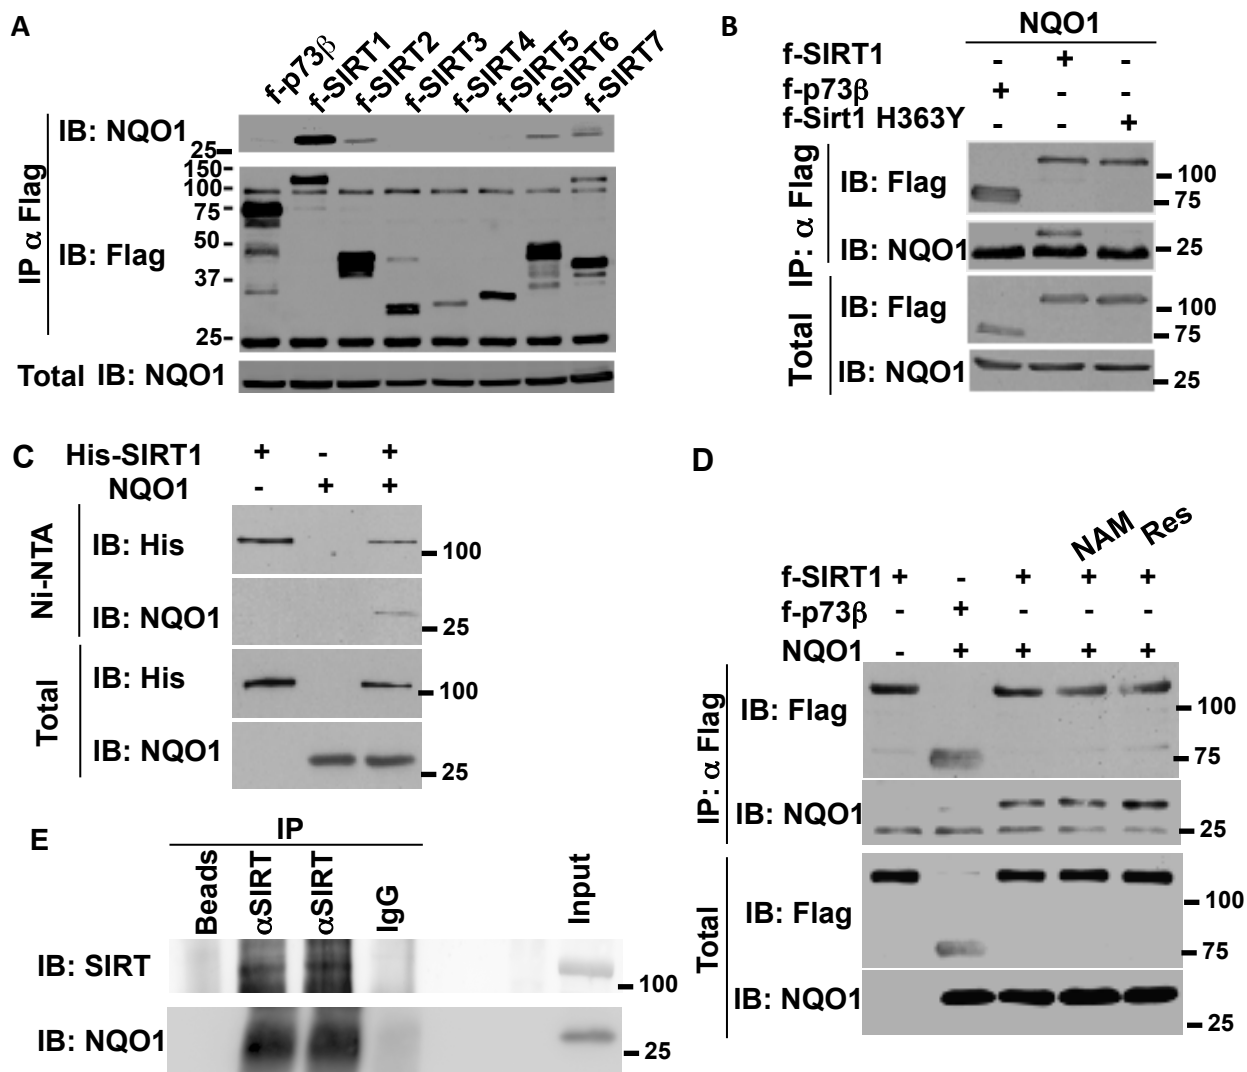 A
f-p73β
f-SIRT1
f-SIRT2
f-SIRT3
f-SIRT4
f-SIRT5
f-SIRT6
f-SIRT7
IP α Flag
IB: NQO1
25
150
100
75
IB: Flag
50
37
25
Total IB: NQO1
B
NQO1
f-SIRT1 - + -
f-p73β + - -
f-Sirt1 H363Y - - +
IP: α Flag
IB: Flag
100
75
IB: NQO1
25
Total
IB: Flag
100
75
IB: NQO1
25
C
His-SIRT1 + - +
NQO1 - + +
Ni-NTA
IB: His
100
IB: NQO1
25
Total
IB: His
100
IB: NQO1
25
D
NAM
Res
f-SIRT1 + - + + +
f-p73β - + - - -
NQO1 - + + + +
IP: α Flag
IB: Flag
100
75
IB: NQO1
25
Total
IB: Flag
100
75
IB: NQO1
25
E
IP
Beads
αSIRT
αSIRT
IgG
Input
IB: SIRT
100
IB: NQO1
25